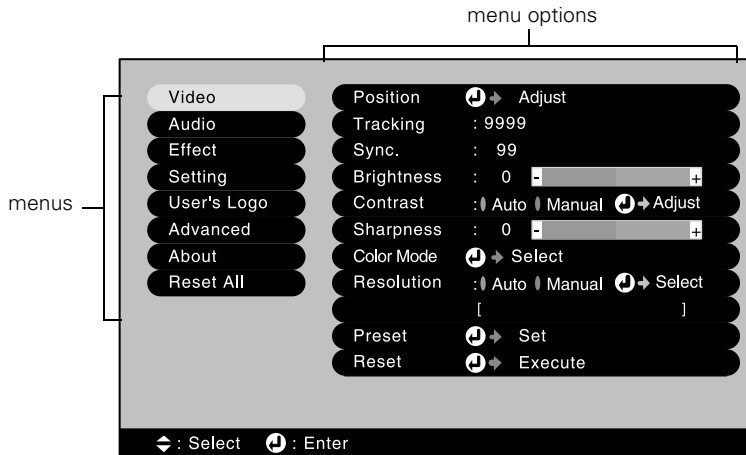 menu options
menus
Video
Audio
Effect
Setting
User's Logo
Advanced
About
Reset All
Position Adjust
Tracking : 9999
Sync. : 99
Brightness : 0 - +
Contrast : Auto Manual Adjust
Sharpness : 0 - +
Color Mode Select
Resolution : Auto Manual Select
[ ]
Preset Set
Reset Execute
: Select : Enter